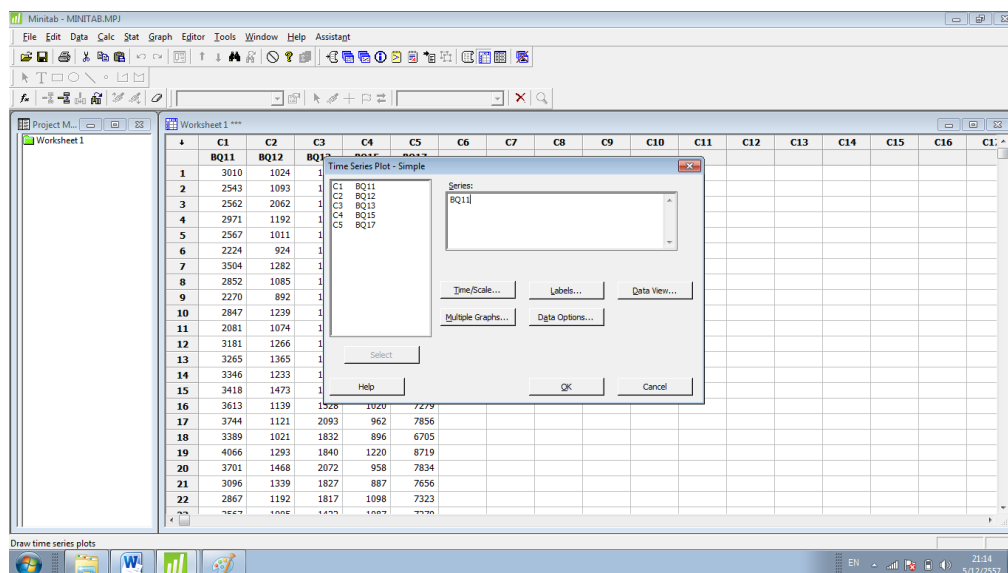 Minitab - MINITAB.MPJ
File Edit Data Calc Stat Graph Editor Tools Window Help Assistant
Project M...
Worksheet 1
Worksheet 1 ***
C1 C2 C3 C4 C5 C6 C7 C8 C9 C10 C11 C12 C13 C14 C15 C16
BQ11 BQ12
1 3010 1024
2 2543 1093
3 2562 2062
4 2971 1192
5 2567 1011
6 2224 924
7 3504 1282
8 2852 1085
9 2270 892
10 2847 1239
11 2081 1074
12 3181 1266
13 3265 1365
14 3346 1233
15 3418 1473
16 3613 1139 1528 1020 7279
17 3744 1121 2093 962 7856
18 3389 1021 1832 896 6705
19 4066 1293 1840 1220 8719
20 3701 1468 2072 958 7834
21 3096 1339 1827 887 7656
22 2867 1192 1817 1098 7323
Time Series Plot - Simple
C1 BQ11
C2 BQ12
C3 BQ13
C4 BQ15
C5 BQ17
Series:
BQ11
Time/Scale...
Labels...
Data View...
Multiple Graphs...
Data Options...
Select
Help
OK
Cancel
Draw time series plots
EN
21:14
5/12/2557